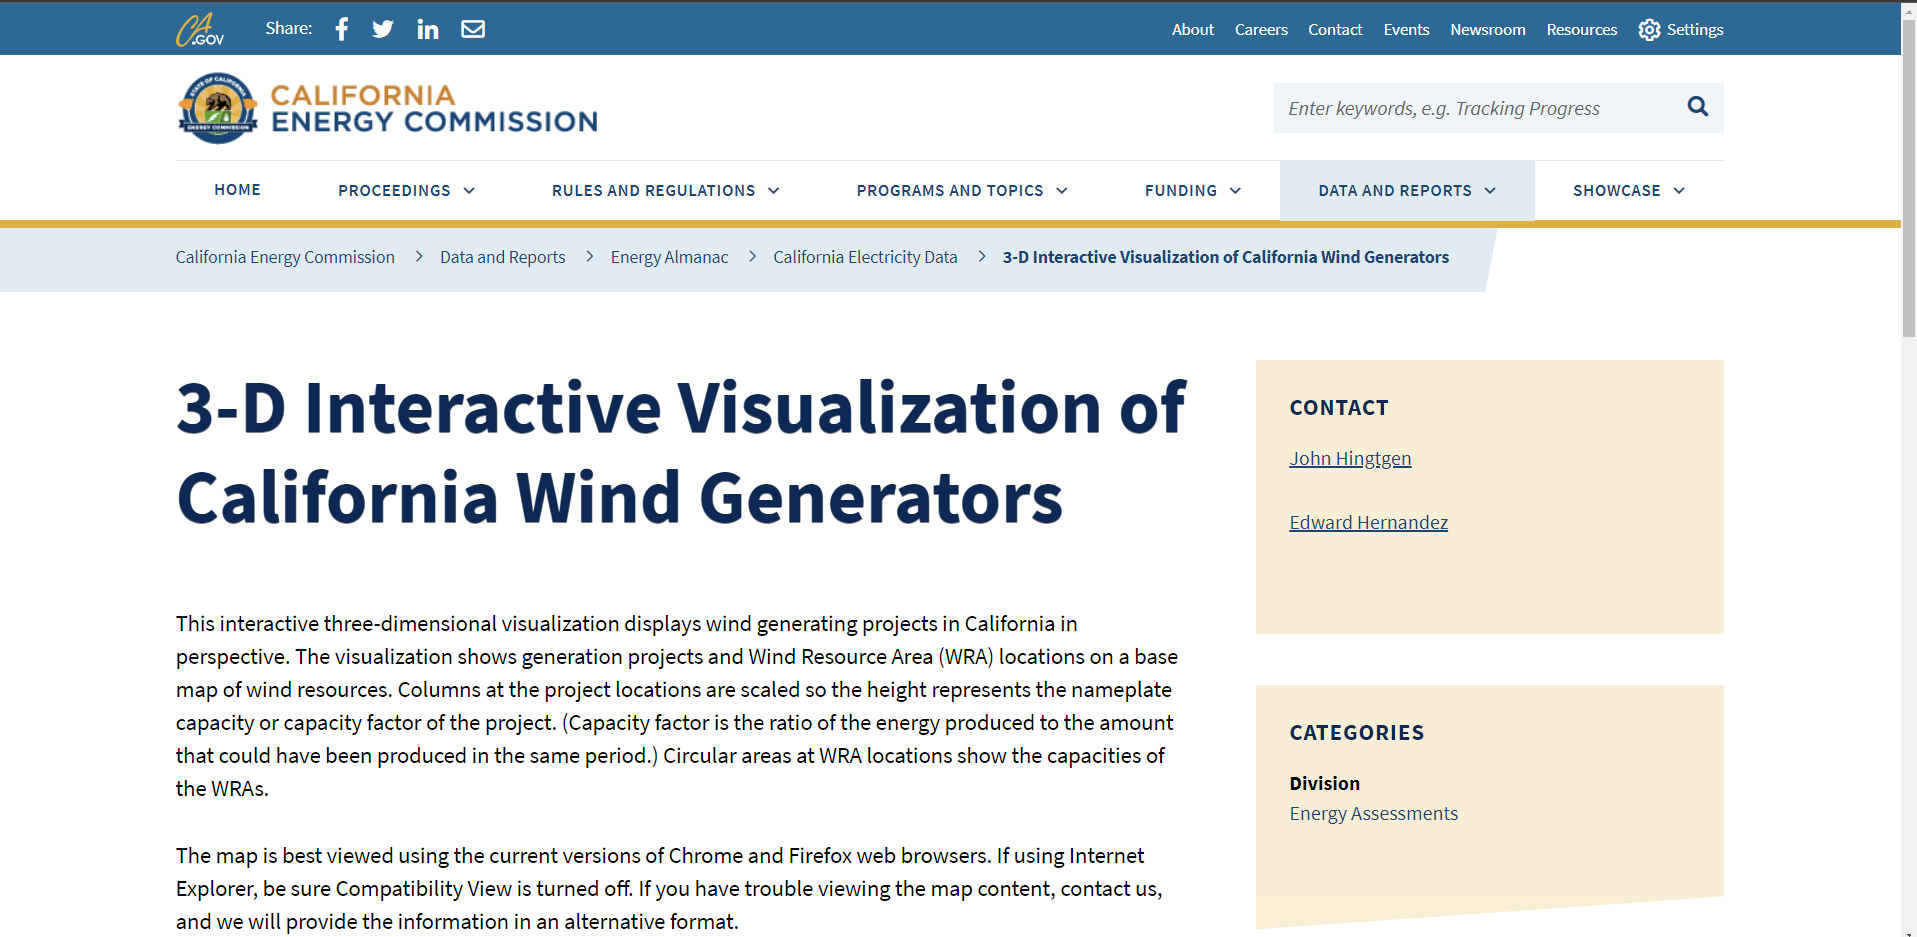 CA.GOV
Share:
About Careers Contact Events Newsroom Resources Settings
STATE OF CALIFORNIA
ENERGY COMMISSION
CALIFORNIA
ENERGY COMMISSION
Enter keywords, e.g. Tracking Progress
HOME PROCEEDINGS RULES AND REGULATIONS PROGRAMS AND TOPICS FUNDING DATA AND REPORTS SHOWCASE
California Energy Commission > Data and Reports > Energy Almanac > California Electricity Data > 3-D Interactive Visualization of California Wind Generators
3-D Interactive Visualization of
California Wind Generators
This interactive three-dimensional visualization displays wind generating projects in California in
perspective. The visualization shows generation projects and Wind Resource Area (WRA) locations on a base
map of wind resources. Columns at the project locations are scaled so the height represents the nameplate
capacity or capacity factor of the project. (Capacity factor is the ratio of the energy produced to the amount
that could have been produced in the same period.) Circular areas at WRA locations show the capacities of
the WRAs.
The map is best viewed using the current versions of Chrome and Firefox web browsers. If using Internet
Explorer, be sure Compatibility View is turned off. If you have trouble viewing the map content, contact us,
and we will provide the information in an alternative format.
CONTACT
John Hingtgen
Edward Hernandez
CATEGORIES
Division
Energy Assessments